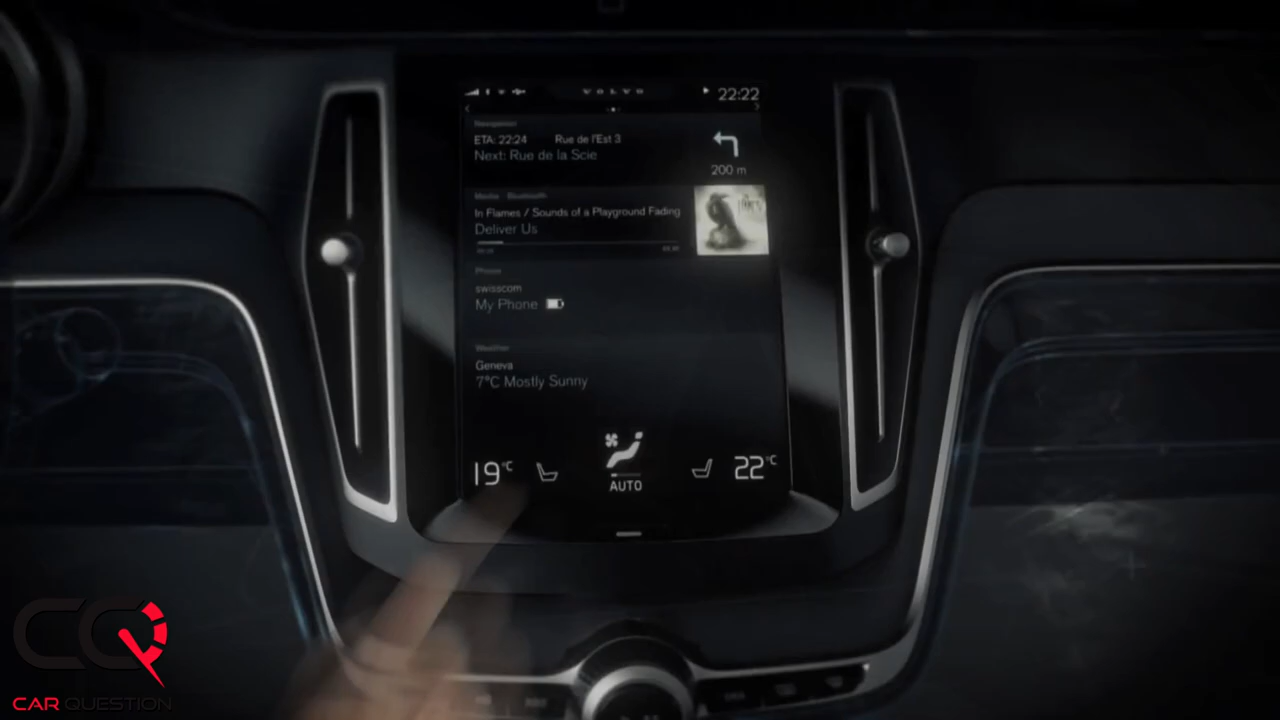 VOLVO
22:22
Navigation
ETA: 22:24 Rue de l'Est 3
Next: Rue de la Scie
200 m
Media Bluetooth
In Flames / Sounds of a Playground Fading
Deliver Us
Phone
swisscom
My Phone
Weather
Geneva
7°C Mostly Sunny
19°C
22°C
AUTO
CQ
CAR QUESTION